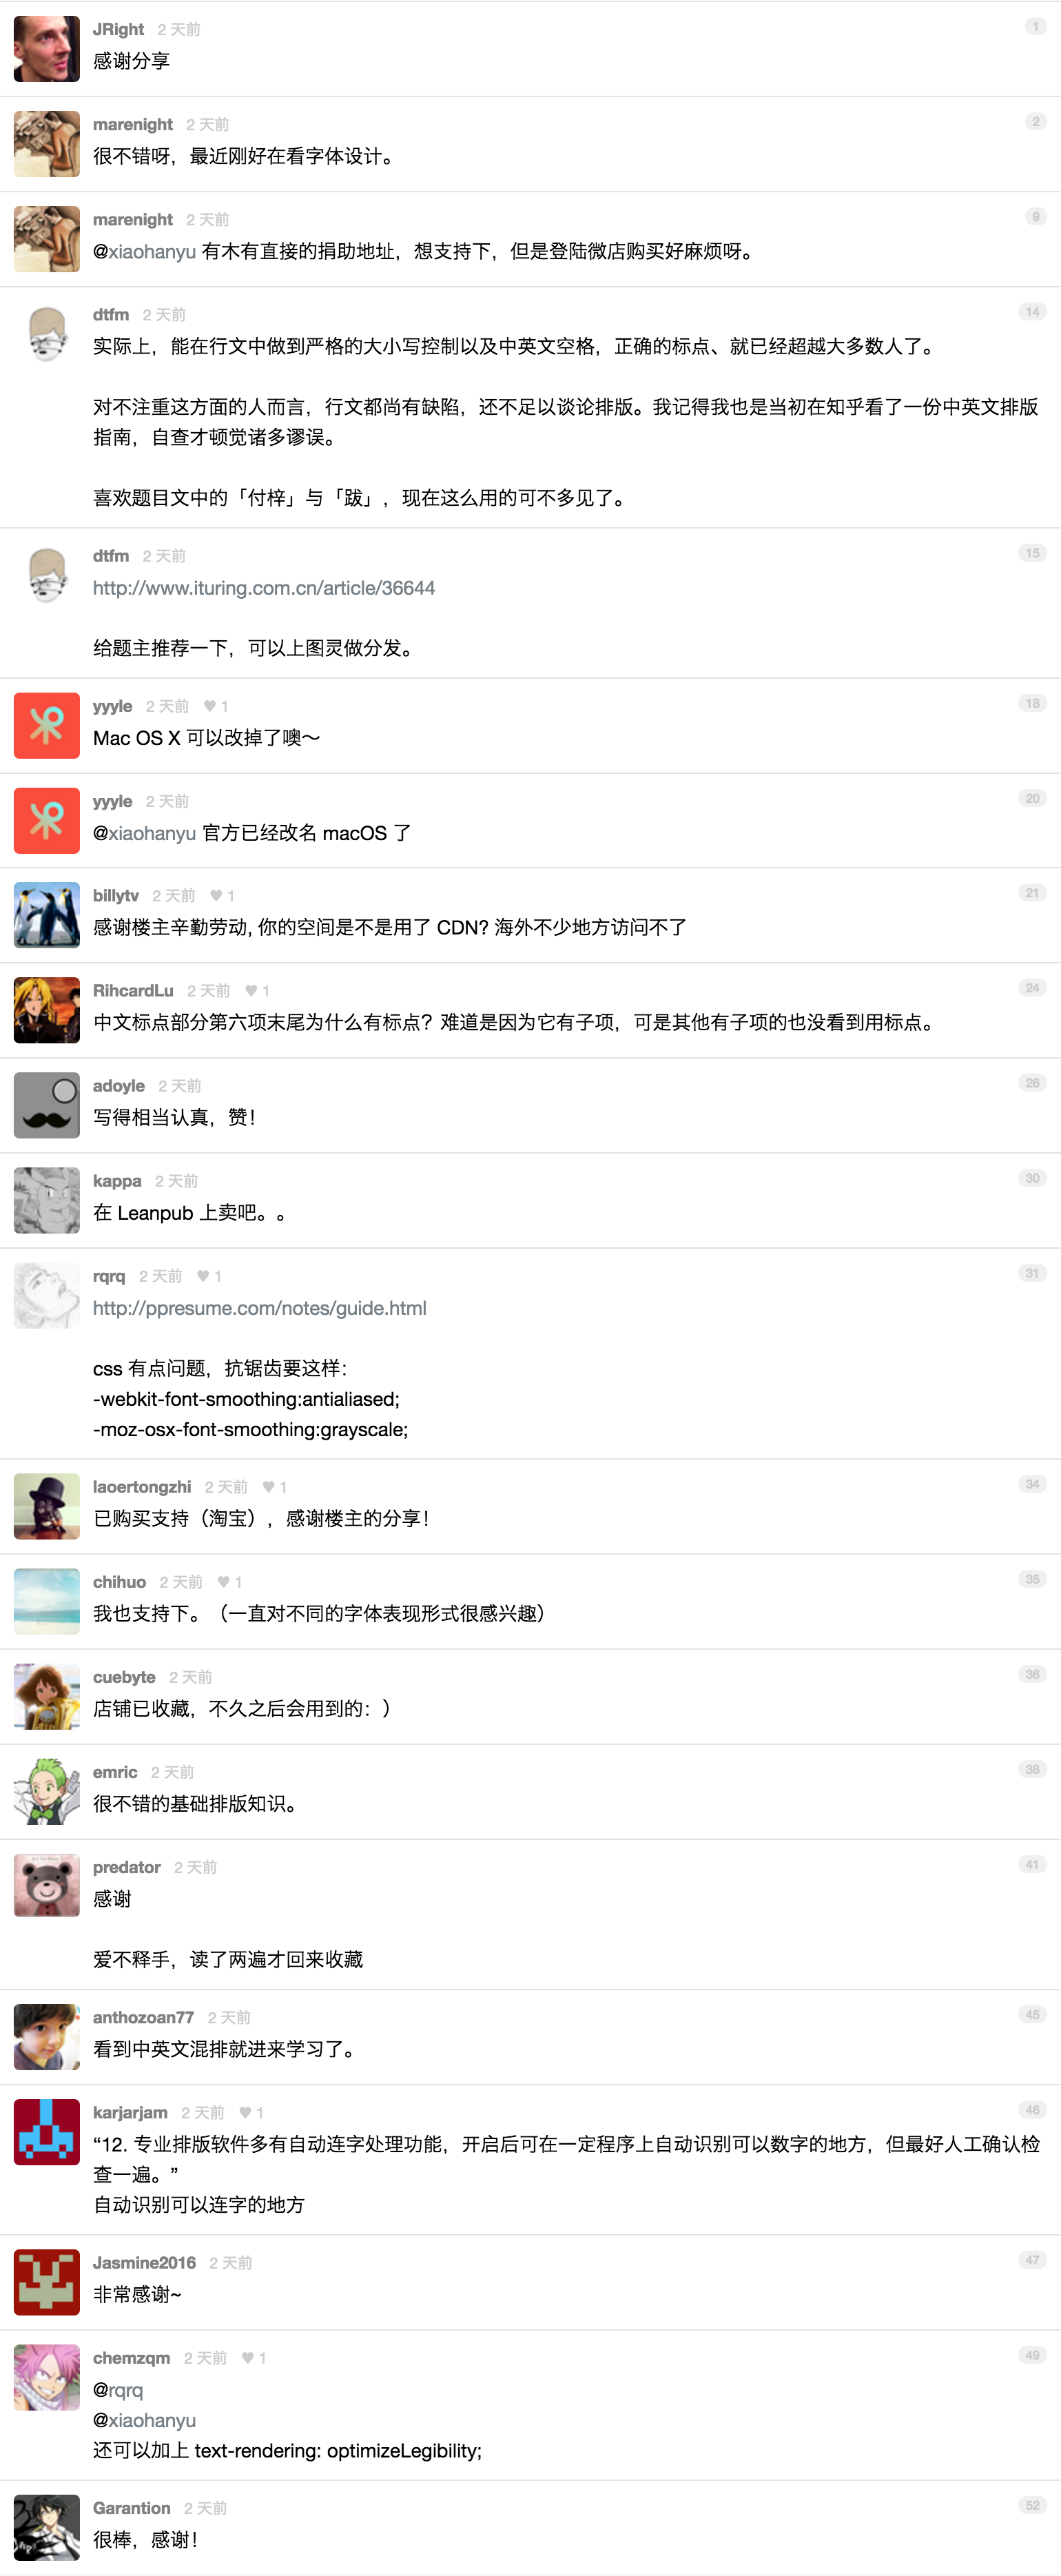 JRight 2 天前 1
感谢分享
marenight 2 天前 2
很不错呀，最近刚好在看字体设计。
marenight 2 天前 9
@xiaohanyu 有木有直接的捐助地址，想支持下，但是登陆微店购买好麻烦呀。
dtfm 2 天前 14
实际上，能在行文中做到严格的大小写控制以及中英文空格，正确的标点、就已经超越大多数人了。
对不注重这方面的人而言，行文都尚有缺陷，还不足以谈论排版。我记得我也是当初在知乎看了一份中英文排版
指南，自查才顿觉诸多谬误。
喜欢题目文中的「付梓」与「跋」，现在这么用的可不多见了。
dtfm 2 天前 15
http://www.ituring.com.cn/article/36644
给题主推荐一下，可以上图灵做分发。
yyyle 2 天前 ♥ 1 18
Mac OS X 可以改掉了噢～
yyyle 2 天前 20
@xiaohanyu 官方已经改名 macOS 了
billytv 2 天前 ♥ 1 21
感谢楼主辛勤劳动, 你的空间是不是用了 CDN? 海外不少地方访问不了
RihcardLu 2 天前 ♥ 1 24
中文标点部分第六项末尾为什么有标点？难道是因为它有子项，可是其他有子项的也没看到用标点。
adoyle 2 天前 26
写得相当认真，赞！
kappa 2 天前 30
在 Leanpub 上卖吧。。
rqrq 2 天前 ♥ 1 31
http://ppresume.com/notes/guide.html
css 有点问题，抗锯齿要这样：
-webkit-font-smoothing:antialiased;
-moz-osx-font-smoothing:grayscale;
laoertongzhi 2 天前 ♥ 1 34
已购买支持（淘宝），感谢楼主的分享！
chihuo 2 天前 ♥ 1 35
我也支持下。（一直对不同的字体表现形式很感兴趣）
cuebyte 2 天前 36
店铺已收藏，不久之后会用到的：）
emric 2 天前 38
很不错的基础排版知识。
predator 2 天前 41
感谢
爱不释手，读了两遍才回来收藏
anthozoan77 2 天前 45
看到中英文混排就进来学习了。
karjarjam 2 天前 ♥ 1 46
“12. 专业排版软件多有自动连字处理功能，开启后可在一定程序上自动识别可以数字的地方，但最好人工确认检
查一遍。”
自动识别可以连字的地方
Jasmine2016 2 天前 47
非常感谢~
chemzqm 2 天前 ♥ 1 49
@rqrq
@xiaohanyu
还可以加上 text-rendering: optimizeLegibility;
Garantion 2 天前 52
很棒，感谢！